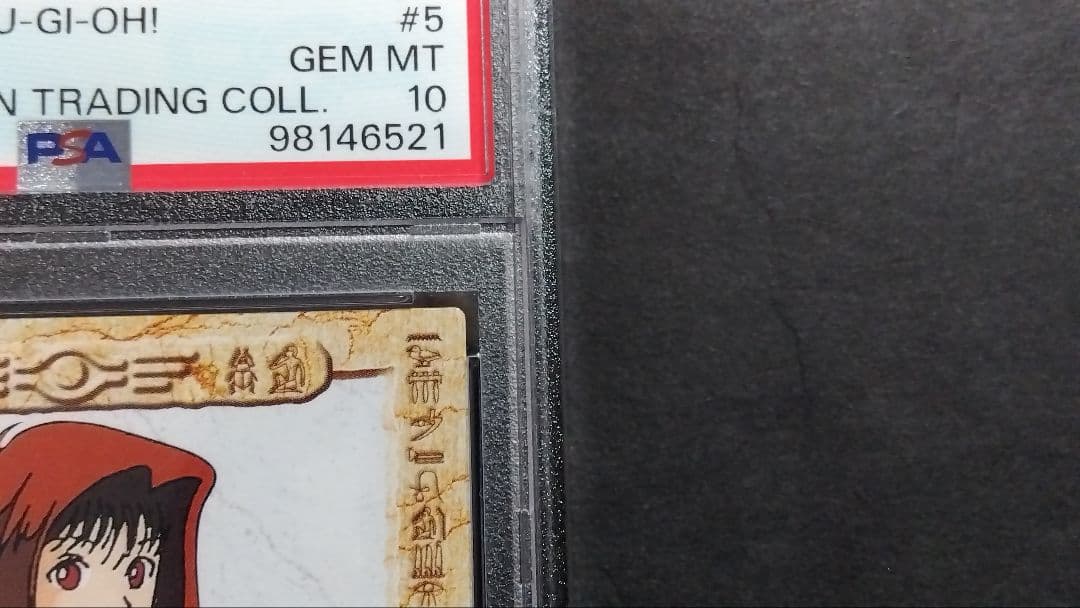 U-GI-OH! #5
GEM MT
N TRADING COLL. 10
PSA 98146521